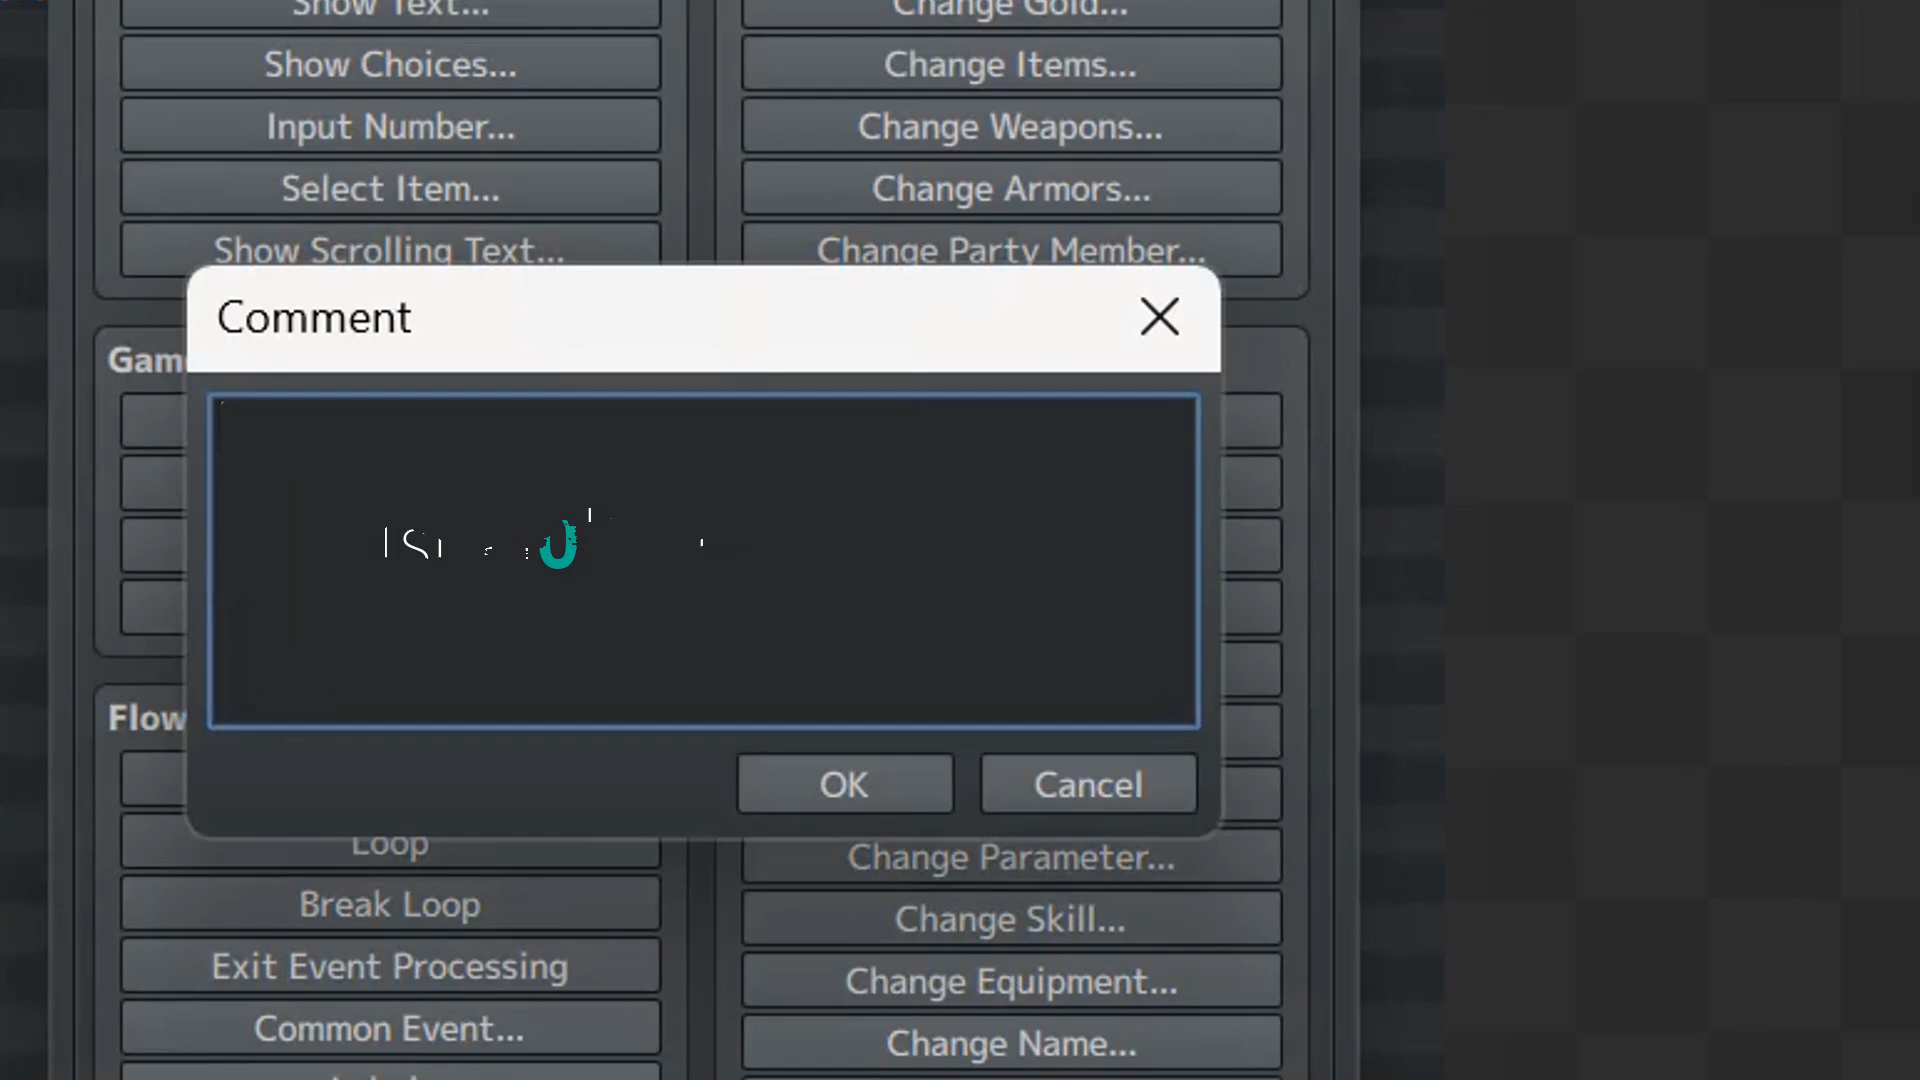 Show Text...
Change Gold...
Show Choices...
Change Items...
Input Number...
Change Weapons...
Select Item...
Change Armors...
Show Scrolling Text...
Change Party Member...
Comment
Gam
Flow
OK
Cancel
Loop
Change Parameter...
Break Loop
Change Skill...
Exit Event Processing
Change Equipment...
Common Event...
Change Name...